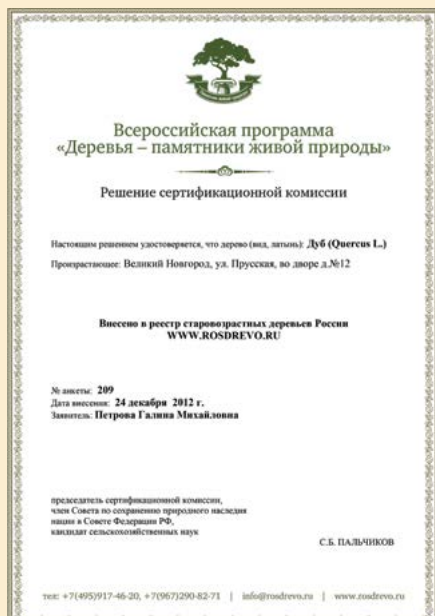 Всероссийская программа
«Деревья – памятники живой природы»
Решение сертификационной комиссии
Настоящим решением удостоверяется, что дерево (вид, латынь): Дуб (Quercus L.)
Произрастающее: Великий Новгород, ул. Прусская, во дворе д.№12
Внесено в реестр старовозрастных деревьев России
WWW.ROSDREVO.RU
№ анкеты: 209
Дата внесения: 24 декабря 2012 г.
Заявитель: Петрова Галина Михайловна
председатель сертификационной комиссии,
член Совета по сохранению природного наследия
нации в Совете Федерации РФ,
кандидат сельскохозяйственных наук
С.Б. ПАЛЬЧИКОВ
тел: +7(495)917-46-20, +7(967)290-82-71 | info@rosdrevo.ru | www.rosdrevo.ru